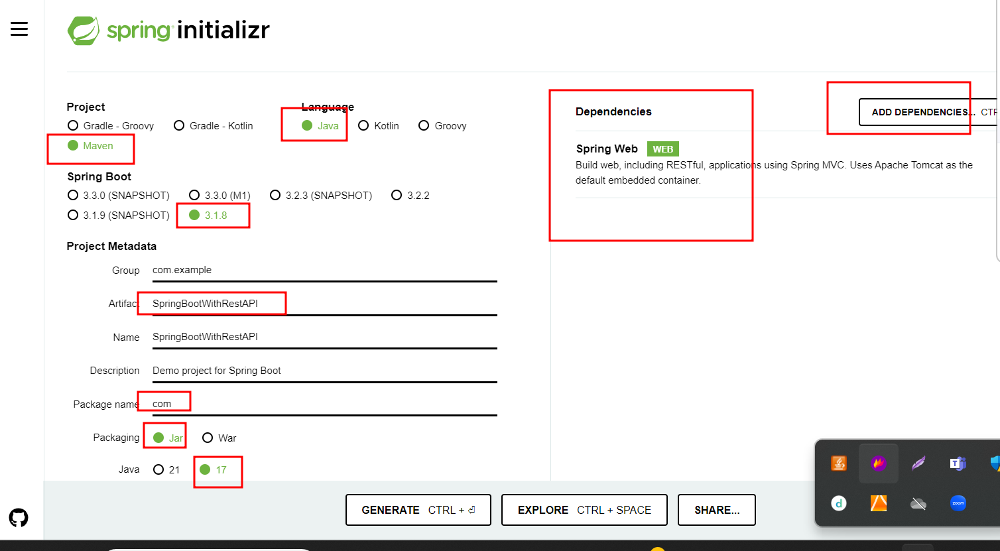 spring initializr
Project
Gradle - Groovy
Gradle - Kotlin
Maven
Language
Java
Kotlin
Groovy
Spring Boot
3.3.0 (SNAPSHOT)
3.3.0 (M1)
3.2.3 (SNAPSHOT)
3.2.2
3.1.9 (SNAPSHOT)
3.1.8
Project Metadata
Group
com.example
Artifact
SpringBootWithRestAPI
Name
SpringBootWithRestAPI
Description
Demo project for Spring Boot
Package name
com
Packaging
Jar
War
Java
21
17
Dependencies
ADD DEPENDENCIES...
Spring Web
WEB
Build web, including RESTful, applications using Spring MVC. Uses Apache Tomcat as the
default embedded container.
GENERATE CTRL + ⏎
EXPLORE CTRL + SPACE
SHARE...
T
d
zoom